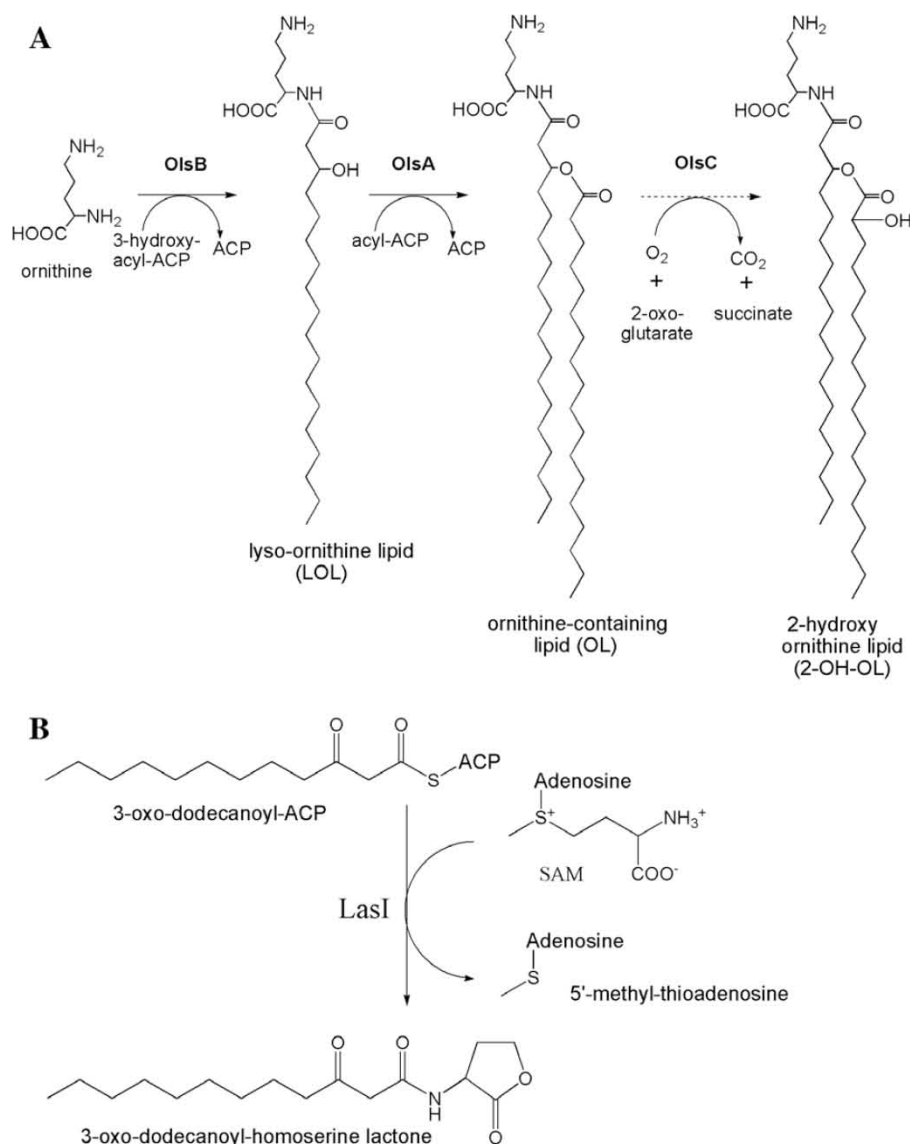 A
NH₂
HOOC
NH
O
OH
NH₂
NH₂
HOOC
ornithine
OlsB
3-hydroxy-
acyl-ACP
ACP
lyso-ornithine lipid
(LOL)
OlsA
acyl-ACP
ACP
NH₂
HOOC
NH
O
O
O
ornithine-containing
lipid (OL)
OlsC
O₂
+
2-oxo-
glutarate
CO₂
+
succinate
NH₂
HOOC
NH
O
O
O
OH
2-hydroxy
ornithine lipid
(2-OH-OL)
B
O O
S ACP
3-oxo-dodecanoyl-ACP
Adenosine
S⁺
NH₃⁺
COO⁻
SAM
LasI
Adenosine
S
5'-methyl-thioadenosine
O O
N
H
O
O
3-oxo-dodecanoyl-homoserine lactone